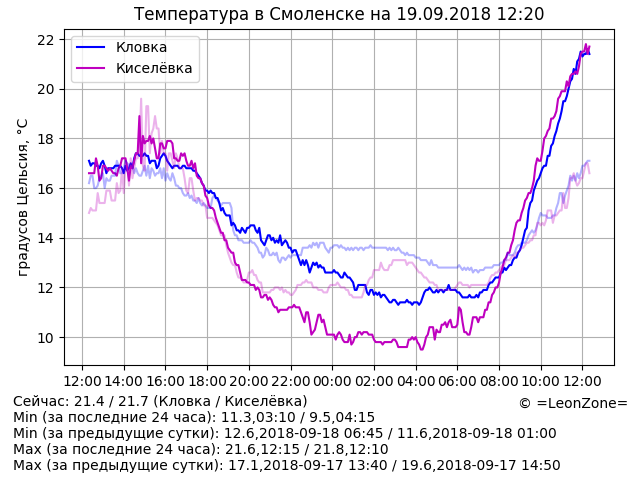 Температура в Смоленске на 19.09.2018 12:20
Кловка
Киселёвка
градусов Цельсия, °C
22
20
18
16
14
12
10
12:00 14:00 16:00 18:00 20:00 22:00 00:00 02:00 04:00 06:00 08:00 10:00 12:00
Сейчас: 21.4 / 21.7 (Кловка / Киселёвка)
© =LeonZone=
Min (за последние 24 часа): 11.3,03:10 / 9.5,04:15
Min (за предыдущие сутки): 12.6,2018-09-18 06:45 / 11.6,2018-09-18 01:00
Max (за последние 24 часа): 21.6,12:15 / 21.8,12:10
Max (за предыдущие сутки): 17.1,2018-09-17 13:40 / 19.6,2018-09-17 14:50